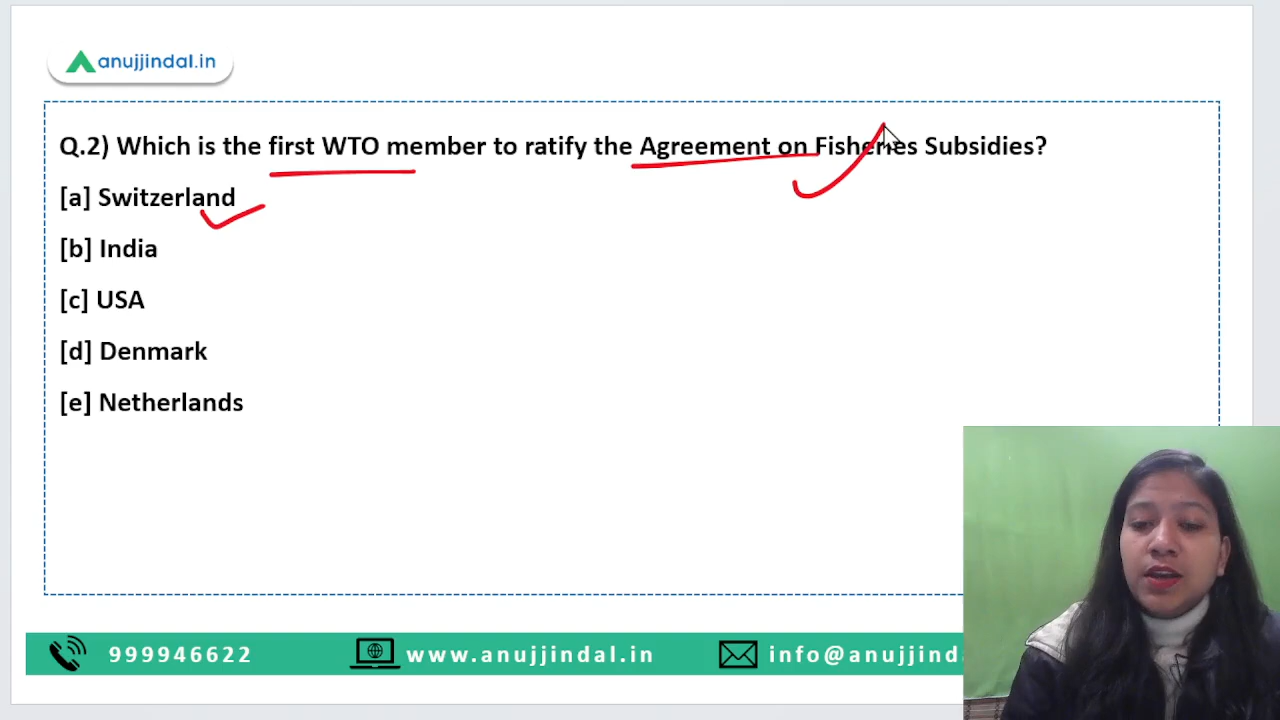 anujjindal.in
Q.2) Which is the first WTO member to ratify the Agreement on Fisheries Subsidies?
[a] Switzerland
[b] India
[c] USA
[d] Denmark
[e] Netherlands
999946622
www.anujjindal.in
info@anujjinda